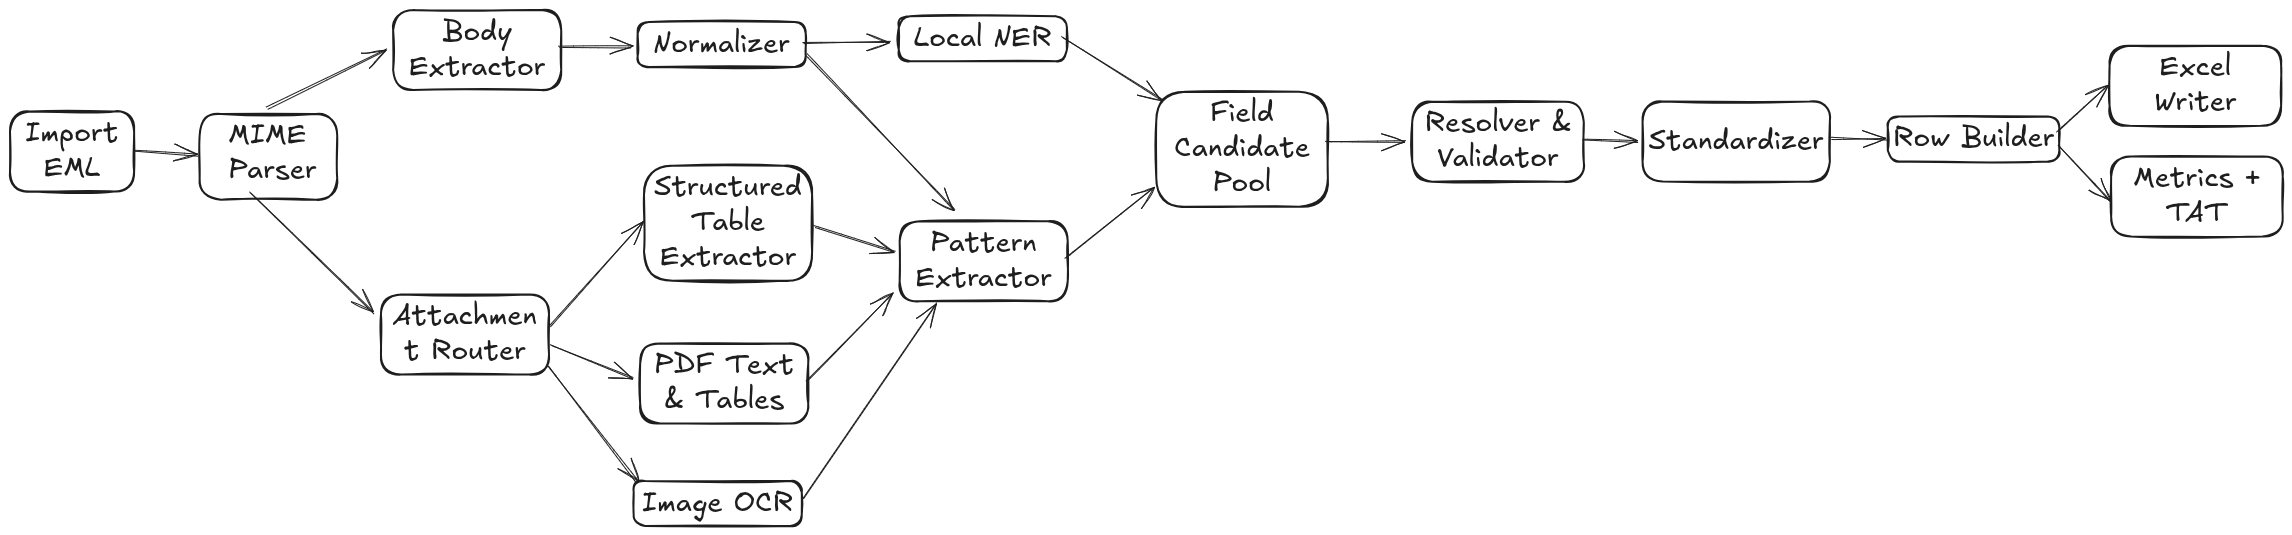 Import
EML
MIME
Parser
Body
Extractor
Normalizer
Local NER
Structured
Table
Extractor
Attachmen
t Router
PDF Text
& Tables
Image OCR
Pattern
Extractor
Field
Candidate
Pool
Resolver &
Validator
Standardizer
Row Builder
Excel
Writer
Metrics +
TAT